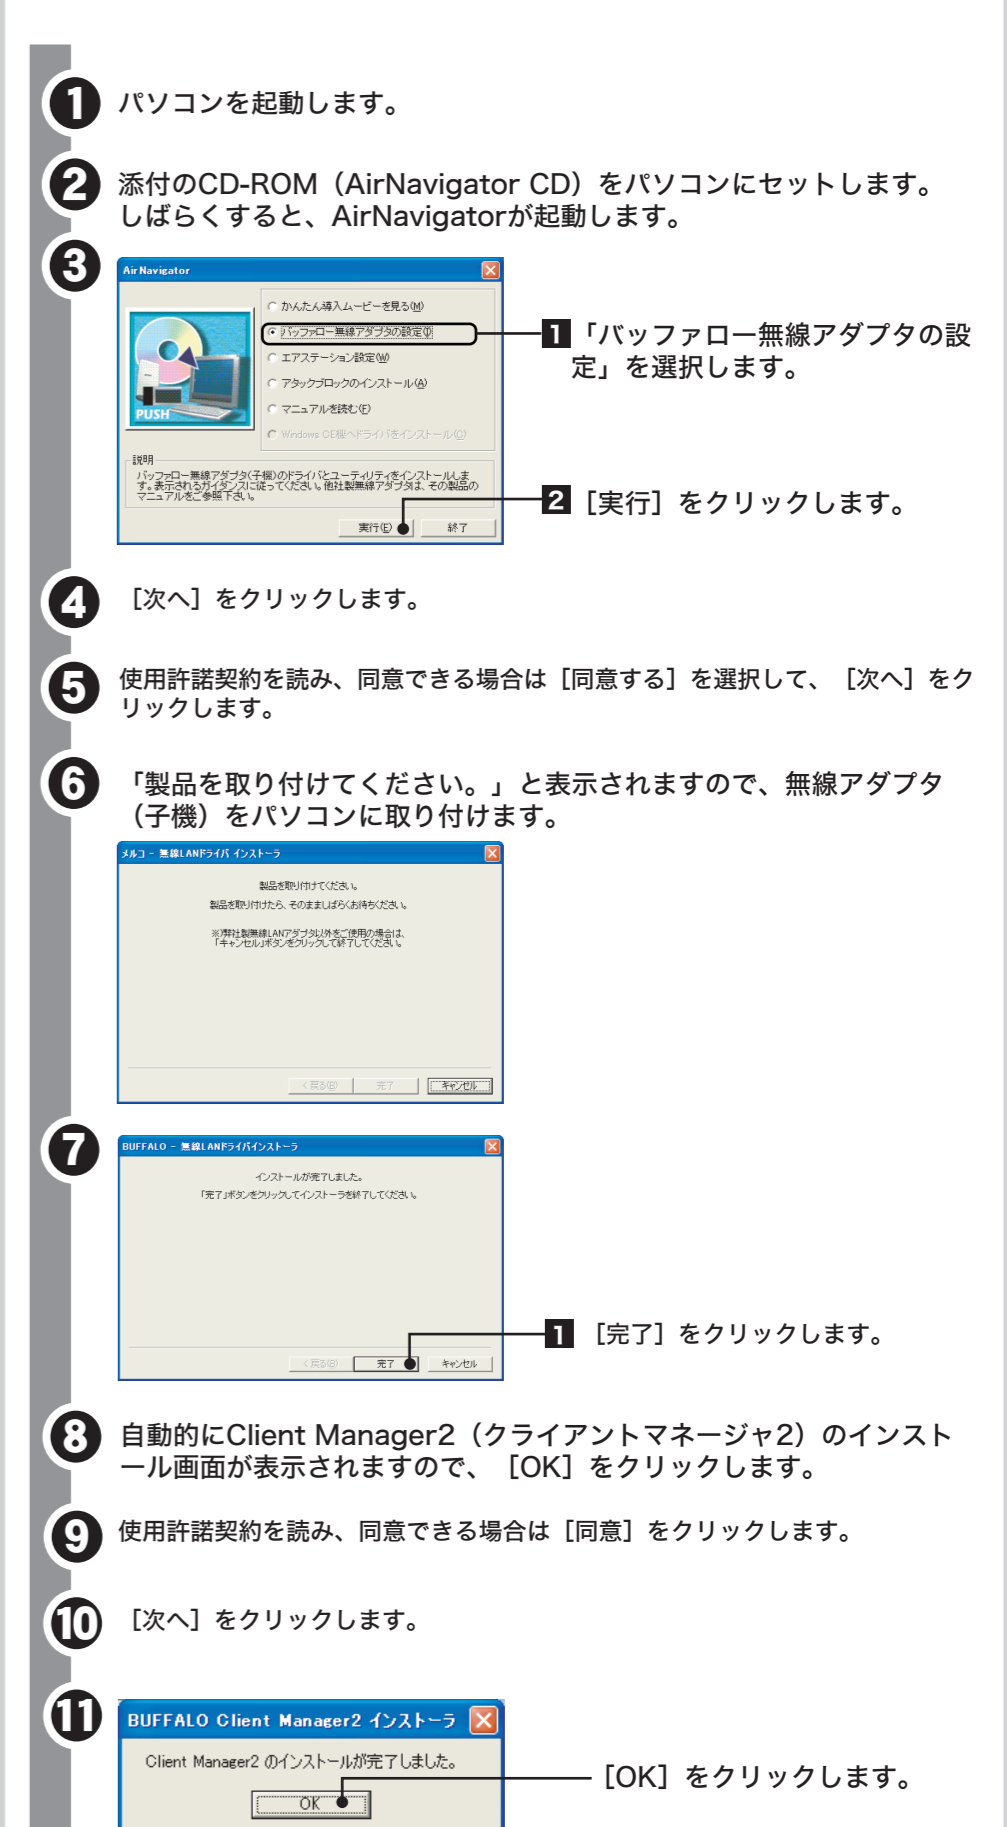 1 パソコンを起動します。
2 添付のCD-ROM（AirNavigator CD）をパソコンにセットします。
しばらくすると、AirNavigatorが起動します。
3
AirNavigator
かんたん導入ムービーを見る(M)
バッファロー無線アダプタの設定(I)
エアステーション設定(W)
アタックブロックのインストール(A)
マニュアルを読む(F)
Windows CE機へドライバをインストール(C)
PUSH
説明
バッファロー無線アダプタ(子機)のドライバとユーティリティをインストールしま
す。表示されるガイダンスに従ってください。他社製無線アダプタは、その製品の
マニュアルをご参照下さい。
実行(E) 終了
1 「バッファロー無線アダプタの設
定」を選択します。
2 ［実行］をクリックします。
4 ［次へ］をクリックします。
5 使用許諾契約を読み、同意できる場合は［同意する］を選択して、［次へ］をク
リックします。
6 「製品を取り付けてください。」と表示されますので、無線アダプタ
（子機）をパソコンに取り付けます。
メルコ - 無線LANドライバ インストーラ
製品を取り付けてください。
製品を取り付けたら、そのまましばらくお待ちください。
※)弊社製無線LANアダプタ以外をご使用の場合は、
「キャンセル」ボタンをクリックして終了してください。
< 戻る(B) 完了 キャンセル
7
BUFFALO - 無線LANドライバインストーラ
インストールが完了しました。
「完了」ボタンをクリックしてインストーラを終了してください。
< 戻る(B) 完了 キャンセル
1 ［完了］をクリックします。
8 自動的にClient Manager2（クライアントマネージャ2）のインスト
ール画面が表示されますので、［OK］をクリックします。
9 使用許諾契約を読み、同意できる場合は［同意］をクリックします。
10 ［次へ］をクリックします。
11
BUFFALO Client Manager2 インストーラ
Client Manager2 のインストールが完了しました。
OK
［OK］をクリックします。